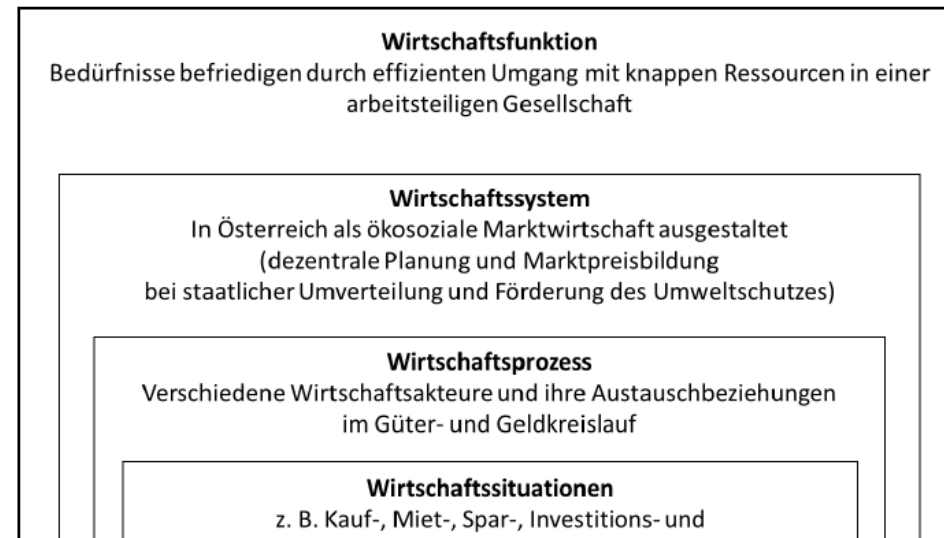 Wirtschaftsfunktion
Bedürfnisse befriedigen durch effizienten Umgang mit knappen Ressourcen in einer
arbeitsteiligen Gesellschaft
Wirtschaftssystem
In Österreich als ökosoziale Marktwirtschaft ausgestaltet
(dezentrale Planung und Marktpreisbildung
bei staatlicher Umverteilung und Förderung des Umweltschutzes)
Wirtschaftsprozess
Verschiedene Wirtschaftsakteure und ihre Austauschbeziehungen
im Güter- und Geldkreislauf
Wirtschaftssituationen
z. B. Kauf-, Miet-, Spar-, Investitions- und